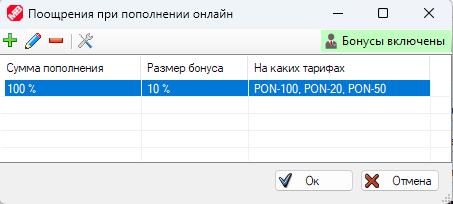 Поощрения при пополнении онлайн
Бонусы включены
Сумма пополнения Размер бонуса На каких тарифах
100 % 10 % PON-100, PON-20, PON-50
Ок Отмена